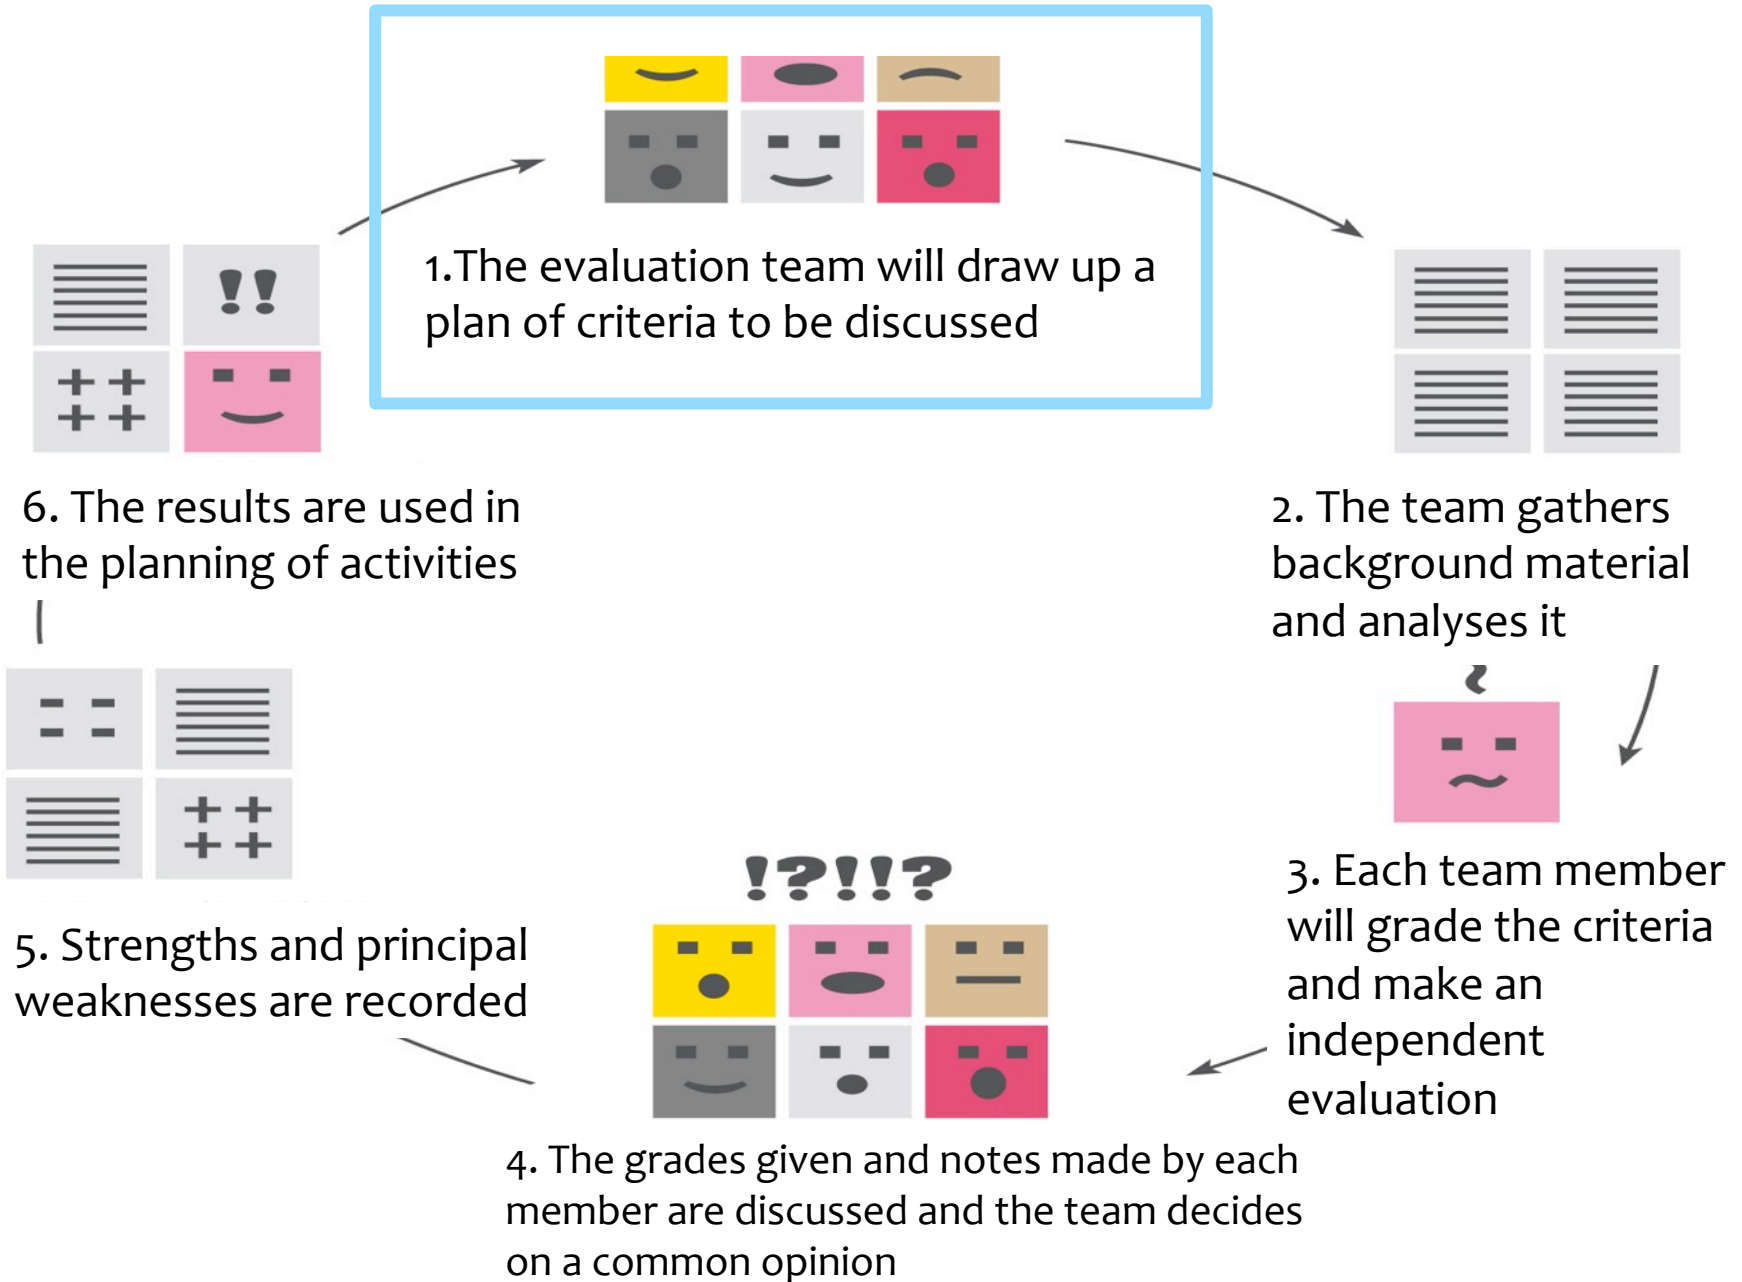 1.The evaluation team will draw up a
plan of criteria to be discussed
2. The team gathers
background material
and analyses it
3. Each team member
will grade the criteria
and make an
independent
evaluation
!?!!?
4. The grades given and notes made by each
member are discussed and the team decides
on a common opinion
5. Strengths and principal
weaknesses are recorded
6. The results are used in
the planning of activities
!!